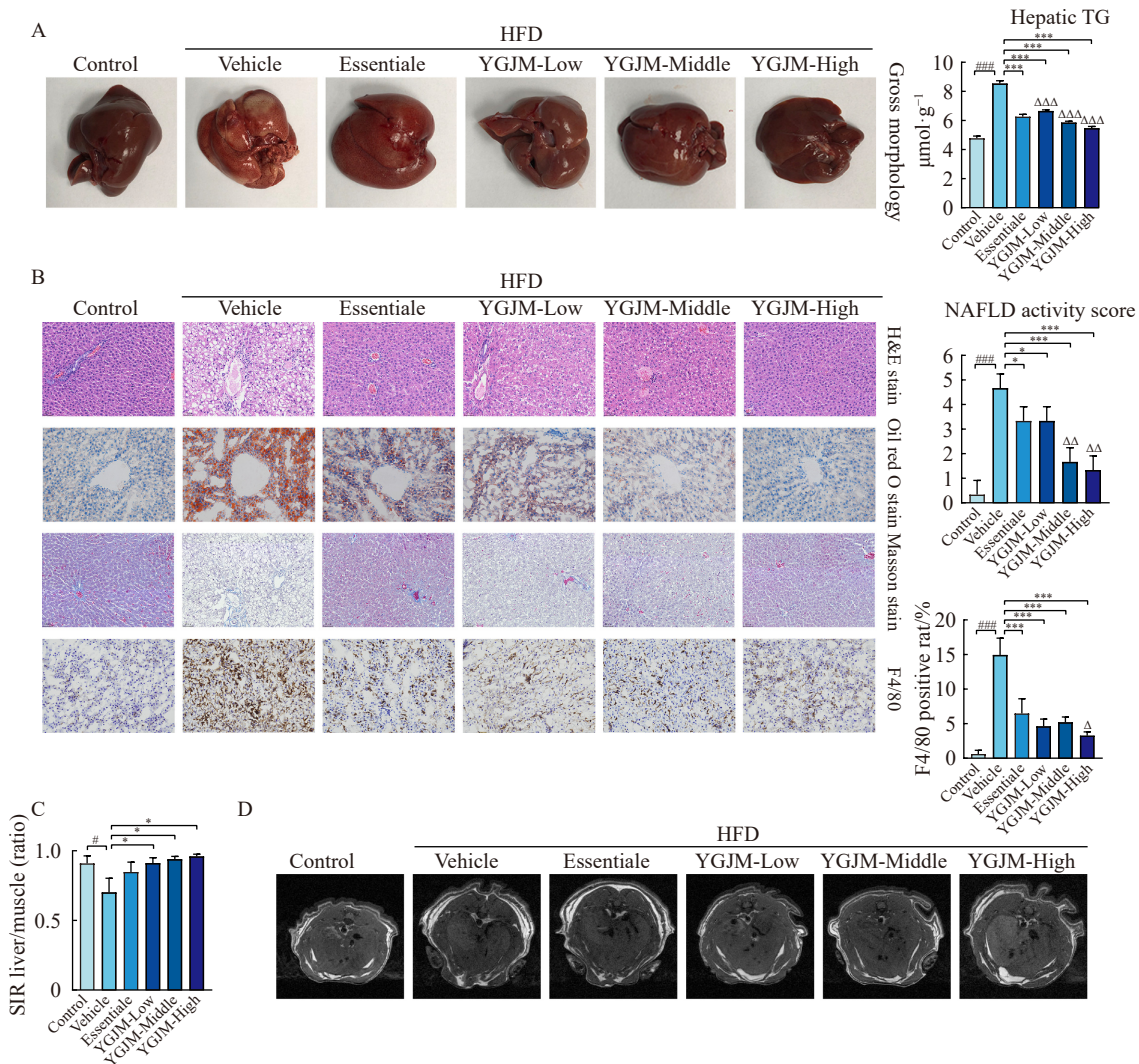 A
HFD
Control
Vehicle
Essentiale
YGJM-Low
YGJM-Middle
YGJM-High
Gross morphology
Hepatic TG
***
***
***
***
###
ΔΔΔ
ΔΔΔ
ΔΔΔ
μmol·g⁻¹
10
8
6
4
2
0
Control
Vehicle
Essentiale
YGJM-Low
YGJM-Middle
YGJM-High
B
HFD
Control
Vehicle
Essentiale
YGJM-Low
YGJM-Middle
YGJM-High
H&E stain
Oil red O stain
Masson stain
F4/80
NAFLD activity score
***
***
*
*
###
ΔΔ
ΔΔ
6
5
4
3
2
1
0
Control
Vehicle
Essentiale
YGJM-Low
YGJM-Middle
YGJM-High
***
***
***
***
###
Δ
F4/80 positive rat/%
20
15
10
5
0
Control
Vehicle
Essentiale
YGJM-Low
YGJM-Middle
YGJM-High
C
*
*
*
#
SIR liver/muscle (ratio)
1.0
0.5
0
Control
Vehicle
Essentiale
YGJM-Low
YGJM-Middle
YGJM-High
D
HFD
Control
Vehicle
Essentiale
YGJM-Low
YGJM-Middle
YGJM-High